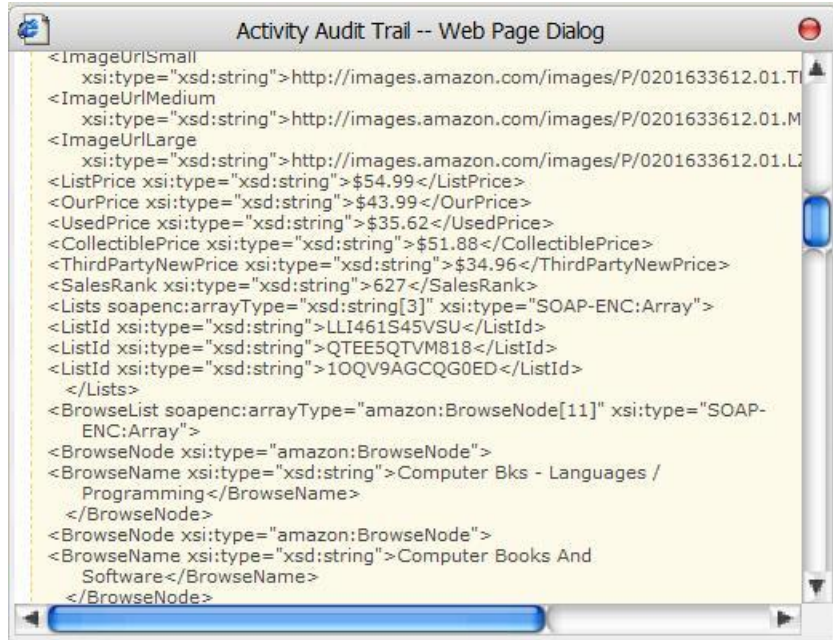 Activity Audit Trail -- Web Page Dialog
<ImageUrlSmall
xsi:type="xsd:string">http://images.amazon.com/images/P/0201633612.01.T
<ImageUrlMedium
xsi:type="xsd:string">http://images.amazon.com/images/P/0201633612.01.M
<ImageUrlLarge
xsi:type="xsd:string">http://images.amazon.com/images/P/0201633612.01.LZ
<ListPrice xsi:type="xsd:string">$54.99</ListPrice>
<OurPrice xsi:type="xsd:string">$43.99</OurPrice>
<UsedPrice xsi:type="xsd:string">$35.62</UsedPrice>
<CollectiblePrice xsi:type="xsd:string">$51.88</CollectiblePrice>
<ThirdPartyNewPrice xsi:type="xsd:string">$34.96</ThirdPartyNewPrice>
<SalesRank xsi:type="xsd:string">627</SalesRank>
<Lists soapenc:arrayType="xsd:string[3]" xsi:type="SOAP-ENC:Array">
<ListId xsi:type="xsd:string">LLI461S45VSU</ListId>
<ListId xsi:type="xsd:string">QTEE5QTVM818</ListId>
<ListId xsi:type="xsd:string">1OQV9AGCQG0ED</ListId>
</Lists>
<BrowseList soapenc:arrayType="amazon:BrowseNode[11]" xsi:type="SOAP-
ENC:Array">
<BrowseNode xsi:type="amazon:BrowseNode">
<BrowseName xsi:type="xsd:string">Computer Bks - Languages /
Programming</BrowseName>
</BrowseNode>
<BrowseNode xsi:type="amazon:BrowseNode">
<BrowseName xsi:type="xsd:string">Computer Books And
Software</BrowseName>
</BrowseNode>